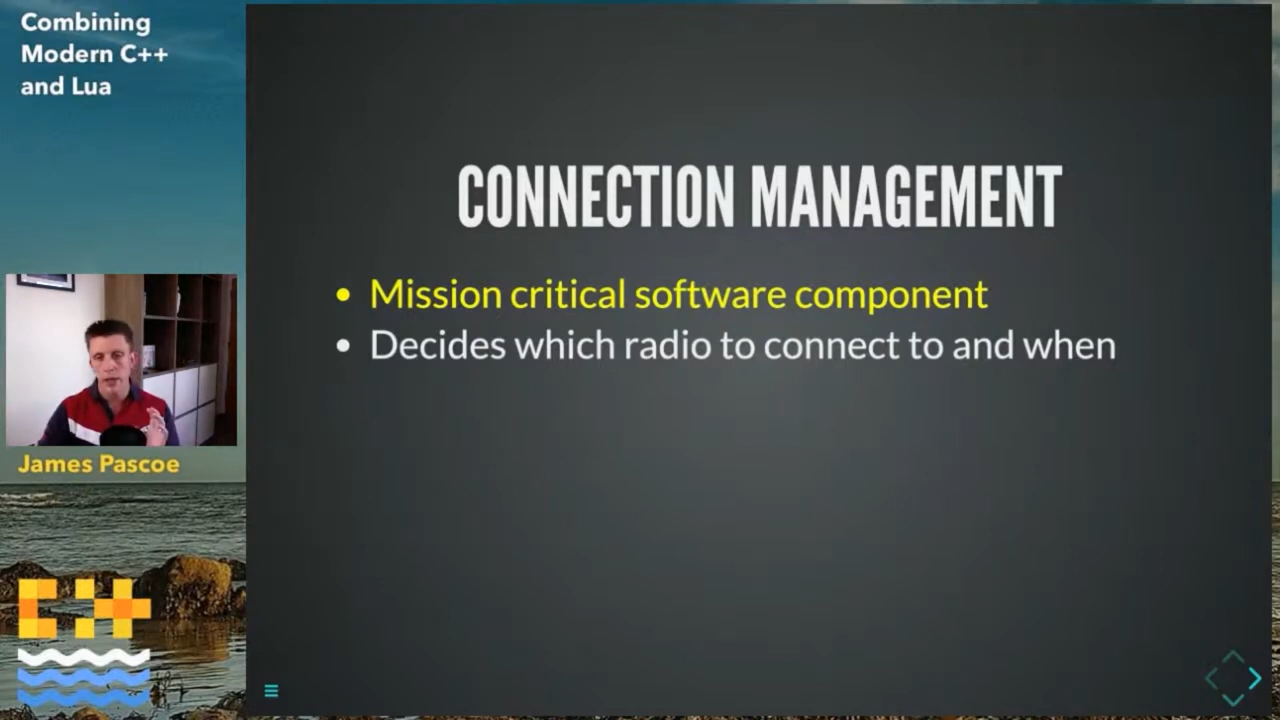 Combining
Modern C++
and Lua
CONNECTION MANAGEMENT
Mission critical software component
Decides which radio to connect to and when
James Pascoe
C++